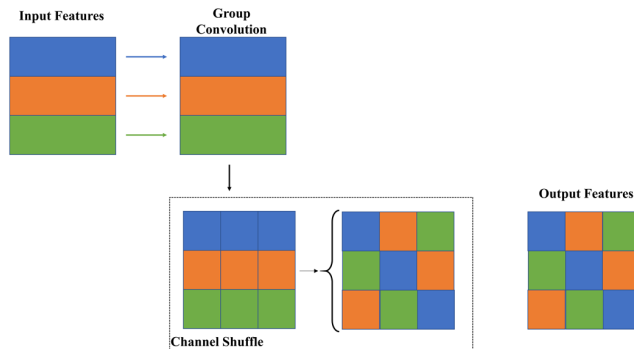 Input Features
Group
Convolution
Output Features
Channel Shuffle